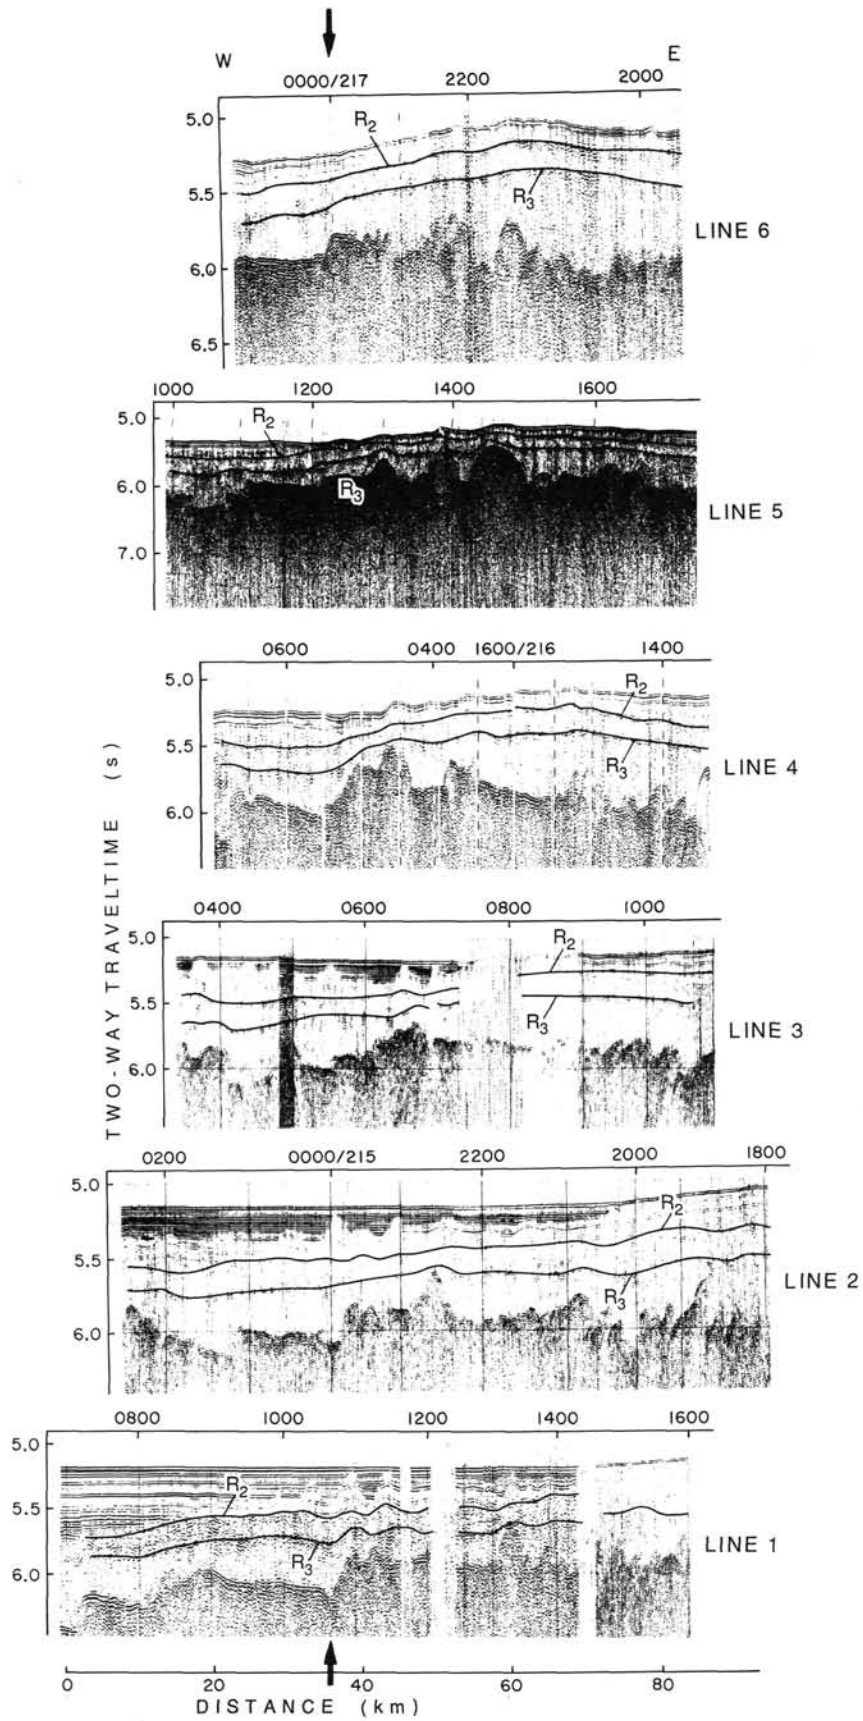 W E
0000/217 2200 2000
5.0
R2
5.5
R3
LINE 6
6.0
6.5
1000 1200 1400 1600
5.0
R2
6.0
R3
LINE 5
7.0
0600 0400 1600/216 1400
5.0
R2
5.5
R3
LINE 4
6.0
TWO-WAY TRAVELTIME (s)
0400 0600 0800 1000
5.0
R2
5.5
R3
LINE 3
6.0
0200 0000/215 2200 2000 1800
5.0
R2
5.5
R3
LINE 2
6.0
0800 1000 1200 1400 1600
5.0
R2
5.5
R3
LINE 1
6.0
0 20 40 60 80
DISTANCE (km)